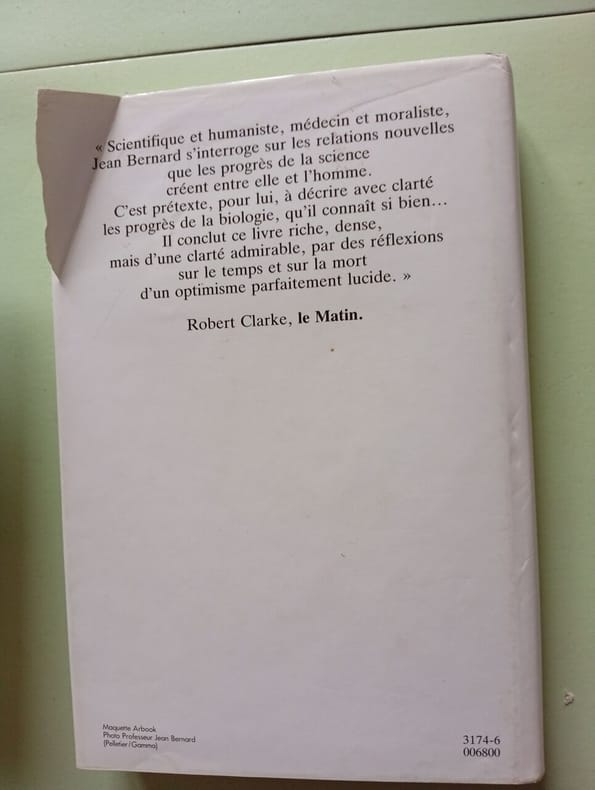 « Scientifique et humaniste, médecin et moraliste,
Jean Bernard s'interroge sur les relations nouvelles
que les progrès de la science
créent entre elle et l'homme.
C'est prétexte, pour lui, à décrire avec clarté
les progrès de la biologie, qu'il connaît si bien...
Il conclut ce livre riche, dense,
mais d'une clarté admirable, par des réflexions
sur le temps et sur la mort
d'un optimisme parfaitement lucide. »
Robert Clarke, le Matin.
Maquette Arbook
Photo Professeur Jean Bernard
(Pelletier/Gamma)
3174-6
006800